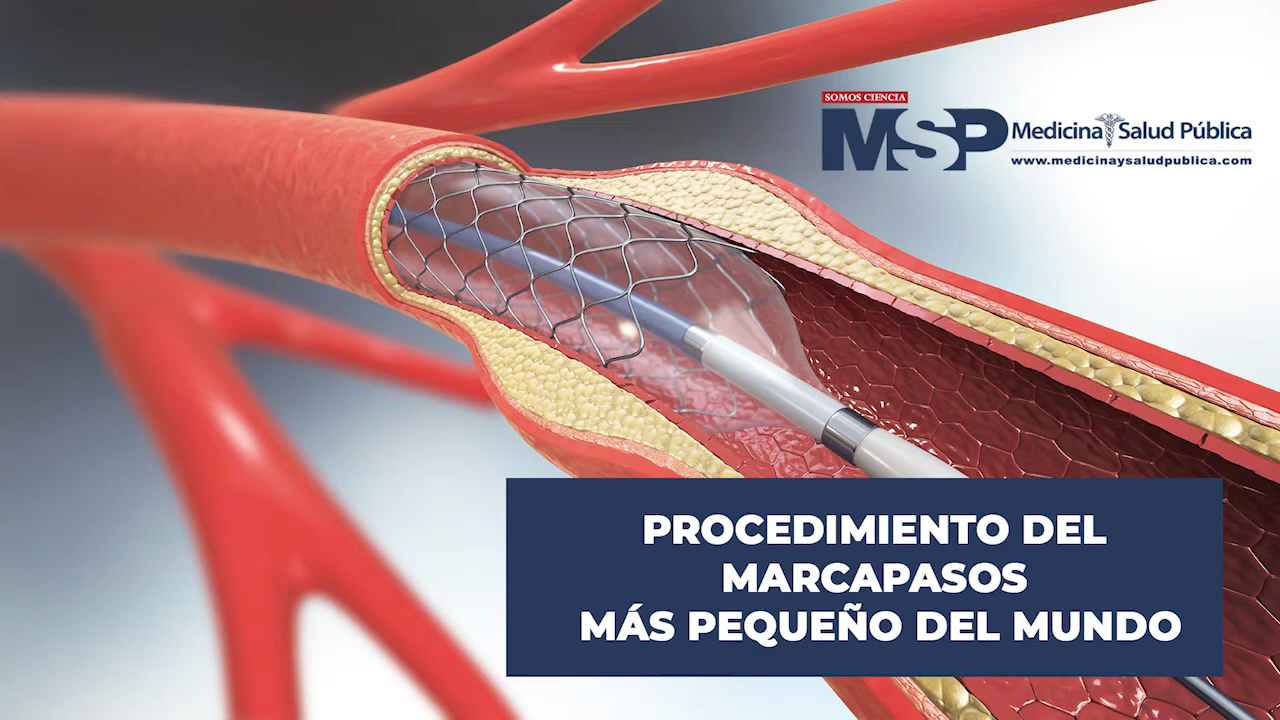 SOMOS CIENCIA
MSP Medicina Salud Pública
www.medicinaysaludpublica.com
PROCEDIMIENTO DEL
MARCAPASOS
MÁS PEQUEÑO DEL MUNDO